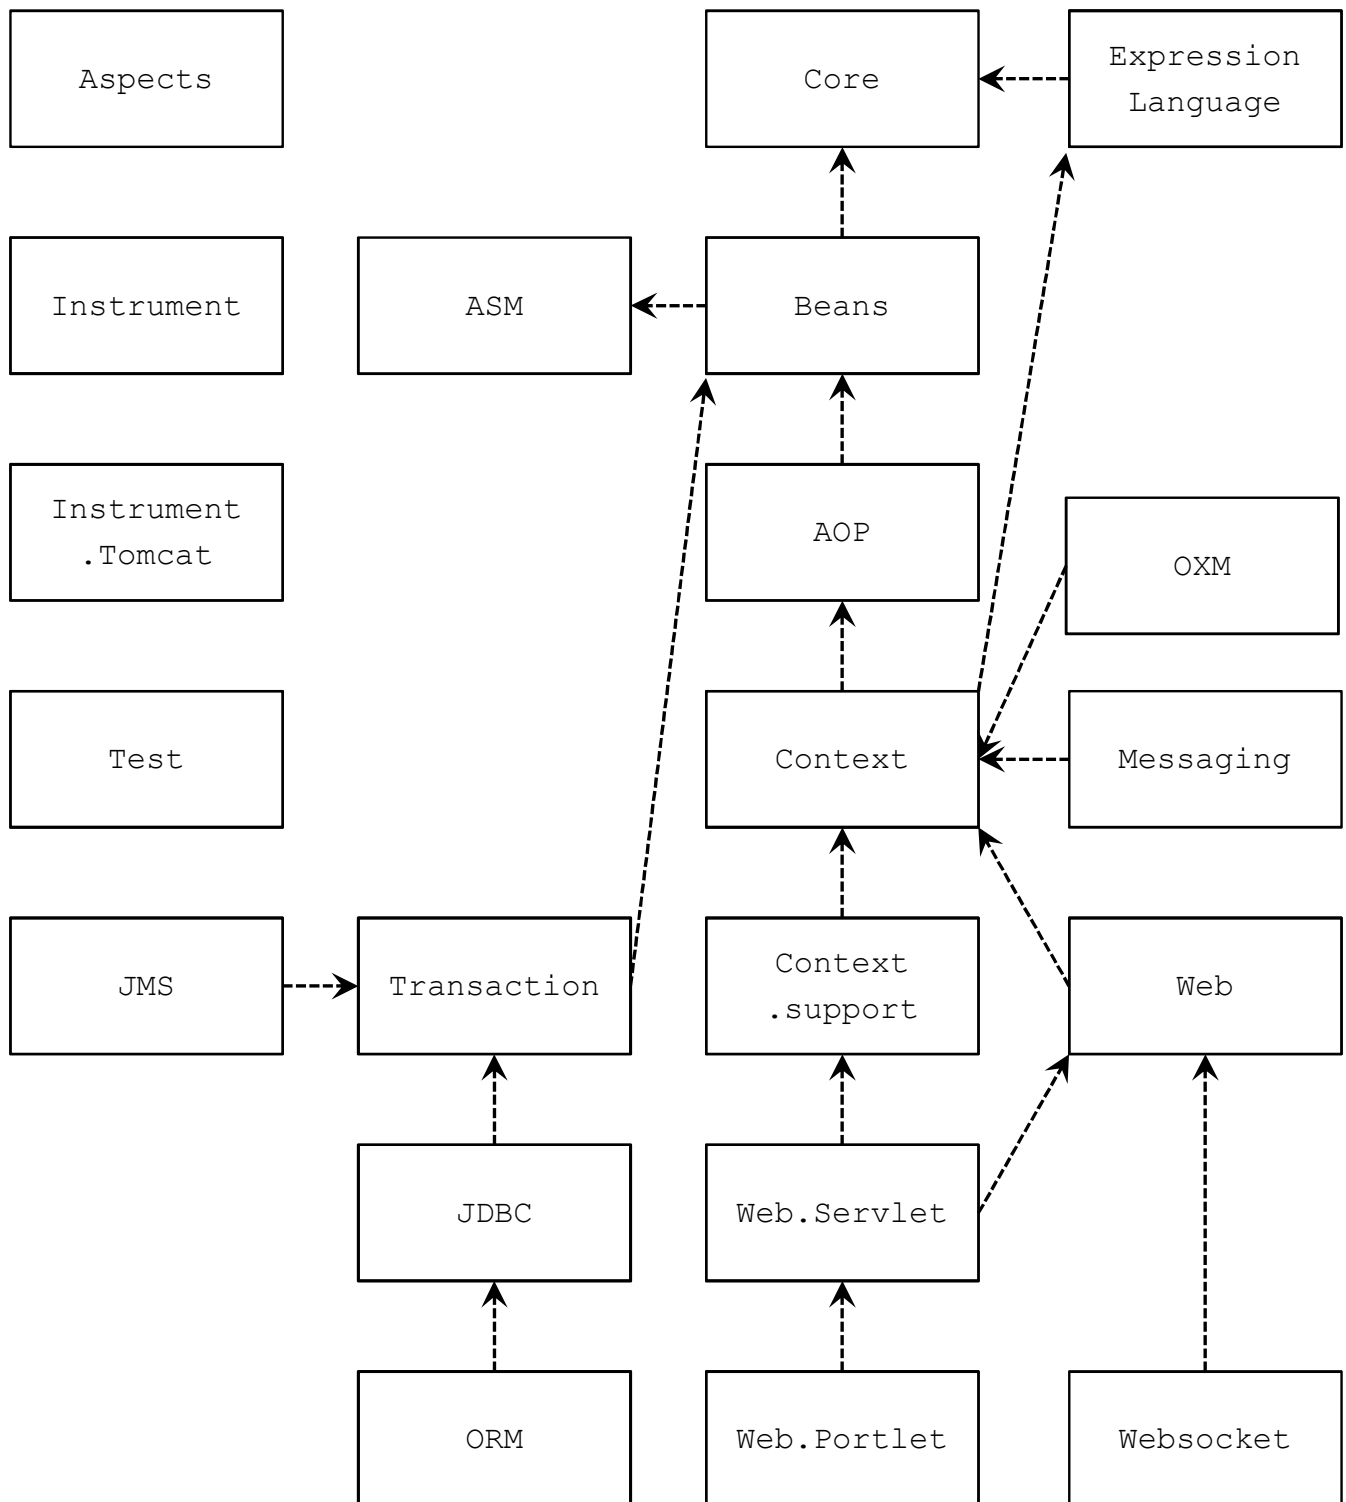 Aspects
Core
Expression
Language
Instrument
ASM
Beans
Instrument
.Tomcat
AOP
OXM
Test
Context
Messaging
JMS
Transaction
Context
.support
Web
JDBC
Web.Servlet
ORM
Web.Portlet
Websocket